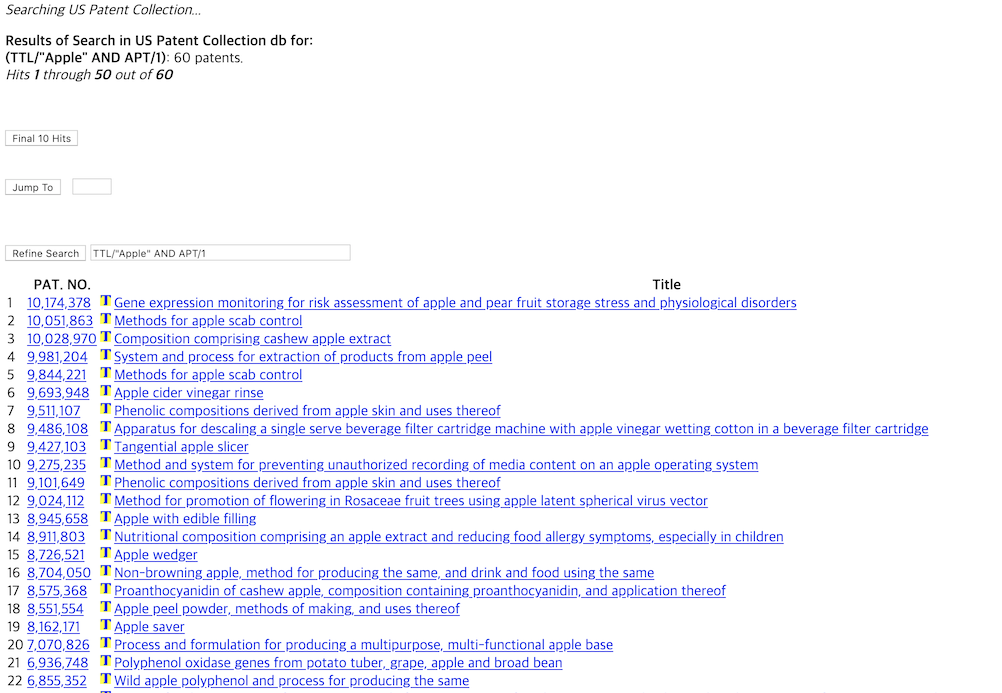 Searching US Patent Collection...
Results of Search in US Patent Collection db for:
(TTL/"Apple" AND APT/1): 60 patents.
Hits 1 through 50 out of 60
Final 10 Hits
Jump To
Refine Search TTL/"Apple" AND APT/1
PAT. NO. Title
1 10,174,378 T Gene expression monitoring for risk assessment of apple and pear fruit storage stress and physiological disorders
2 10,051,863 T Methods for apple scab control
3 10,028,970 T Composition comprising cashew apple extract
4 9,981,204 T System and process for extraction of products from apple peel
5 9,844,221 T Methods for apple scab control
6 9,693,948 T Apple cider vinegar rinse
7 9,511,107 T Phenolic compositions derived from apple skin and uses thereof
8 9,486,108 T Apparatus for descaling a single serve beverage filter cartridge machine with apple vinegar wetting cotton in a beverage filter cartridge
9 9,427,103 T Tangential apple slicer
10 9,275,235 T Method and system for preventing unauthorized recording of media content on an apple operating system
11 9,101,649 T Phenolic compositions derived from apple skin and uses thereof
12 9,024,112 T Method for promotion of flowering in Rosaceae fruit trees using apple latent spherical virus vector
13 8,945,658 T Apple with edible filling
14 8,911,803 T Nutritional composition comprising an apple extract and reducing food allergy symptoms, especially in children
15 8,726,521 T Apple wedger
16 8,704,050 T Non-browning apple, method for producing the same, and drink and food using the same
17 8,575,368 T Proanthocyanidin of cashew apple, composition containing proanthocyanidin, and application thereof
18 8,551,554 T Apple peel powder, methods of making, and uses thereof
19 8,162,171 T Apple saver
20 7,070,826 T Process and formulation for producing a multipurpose, multi-functional apple base
21 6,936,748 T Polyphenol oxidase genes from potato tuber, grape, apple and broad bean
22 6,855,352 T Wild apple polyphenol and process for producing the same